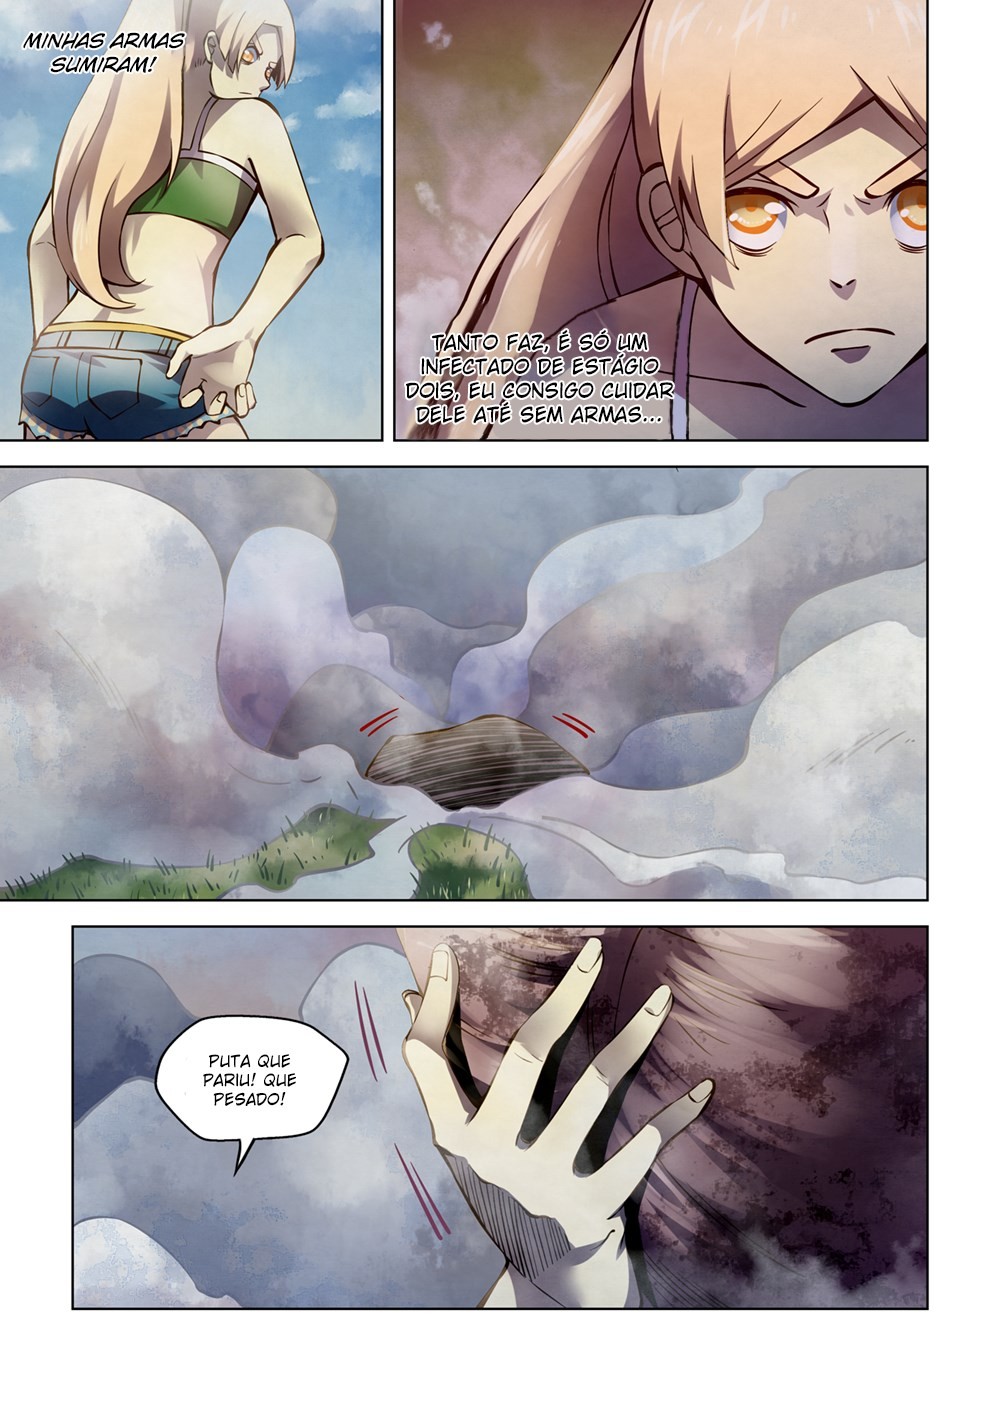 MINHAS ARMAS
SUMIRAM!
TANTO FAZ, É SÓ UM
INFECTADO DE ESTÁGIO
DOIS, EU CONSIGO CUIDAR
DELE ATÉ SEM ARMAS...
PUTA QUE
PARIU! QUE
PESADO!